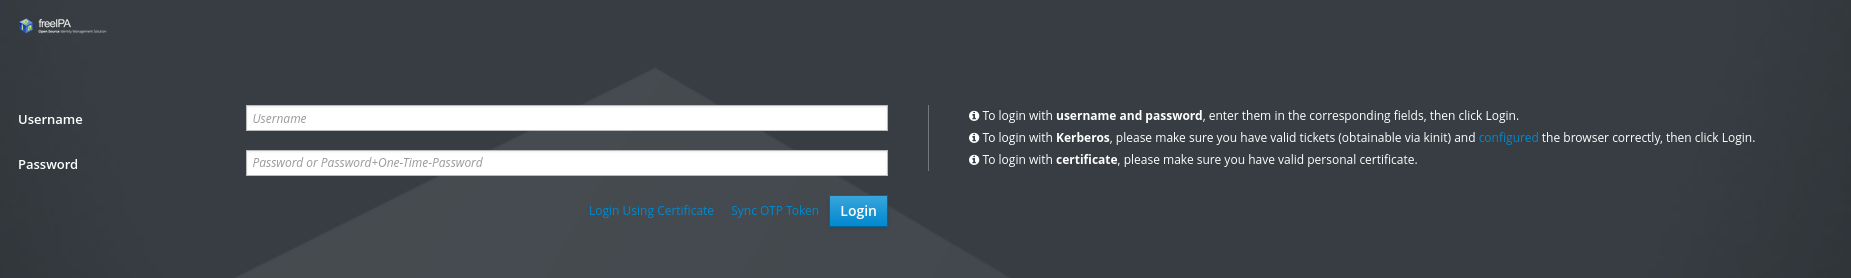 freeIPA
Open Source Identity Management Solution
Username
Username
Password
Password or Password+One-Time-Password
Login Using Certificate Sync OTP Token Login
To login with username and password, enter them in the corresponding fields, then click Login.
To login with Kerberos, please make sure you have valid tickets (obtainable via kinit) and configured the browser correctly, then click Login.
To login with certificate, please make sure you have valid personal certificate.